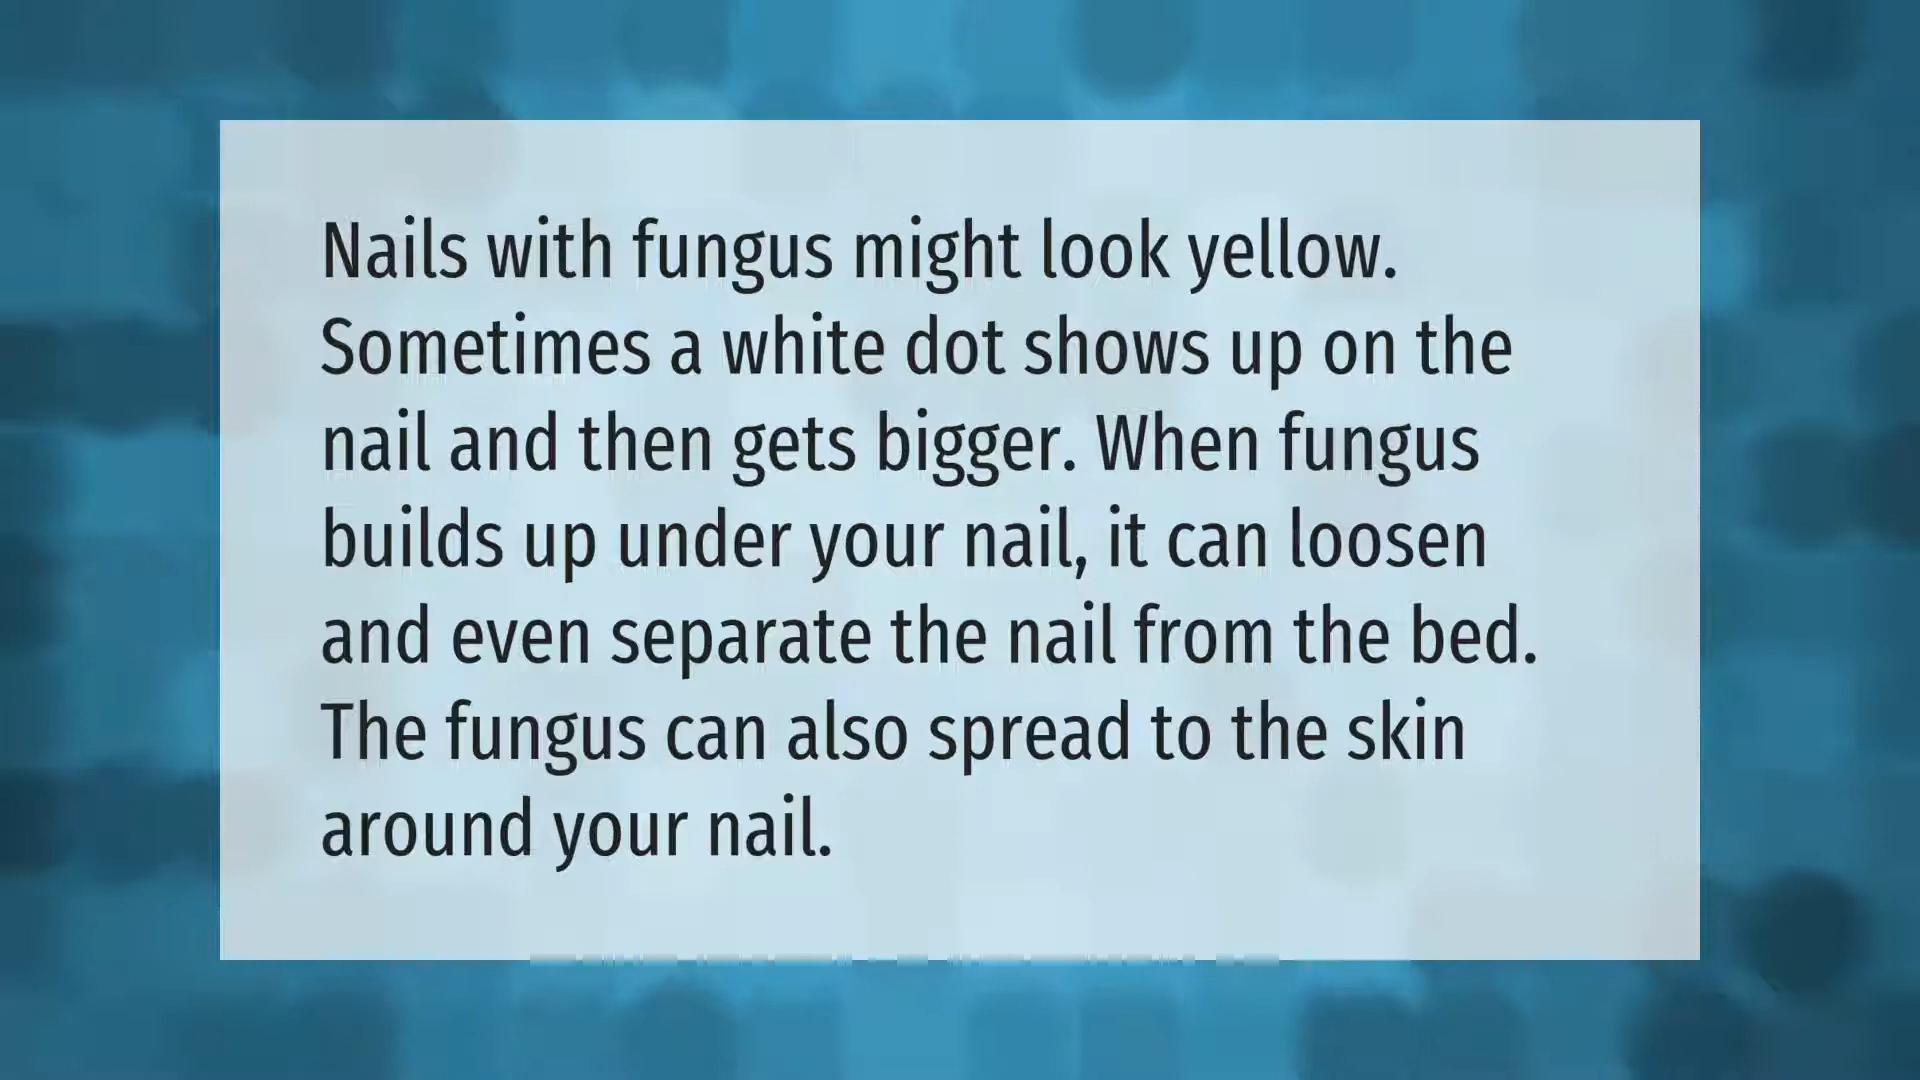 Nails with fungus might look yellow.
Sometimes a white dot shows up on the
nail and then gets bigger. When fungus
builds up under your nail, it can loosen
and even separate the nail from the bed.
The fungus can also spread to the skin
around your nail.